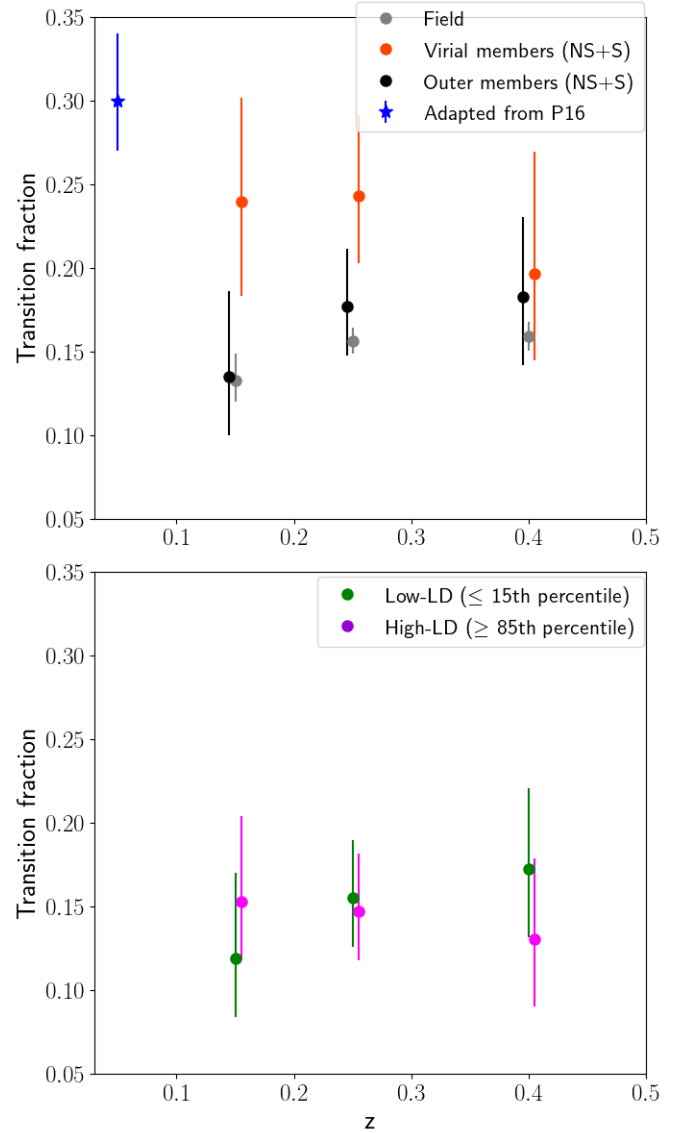 0.35
0.30
0.25
0.20
0.15
0.10
0.05
Transition fraction
Field
Virial members (NS+S)
Outer members (NS+S)
Adapted from P16
0.1
0.2
0.3
0.4
0.5
0.35
0.30
0.25
0.20
0.15
0.10
0.05
Transition fraction
Low-LD (≤ 15th percentile)
High-LD (≥ 85th percentile)
0.1
0.2
0.3
0.4
0.5
z